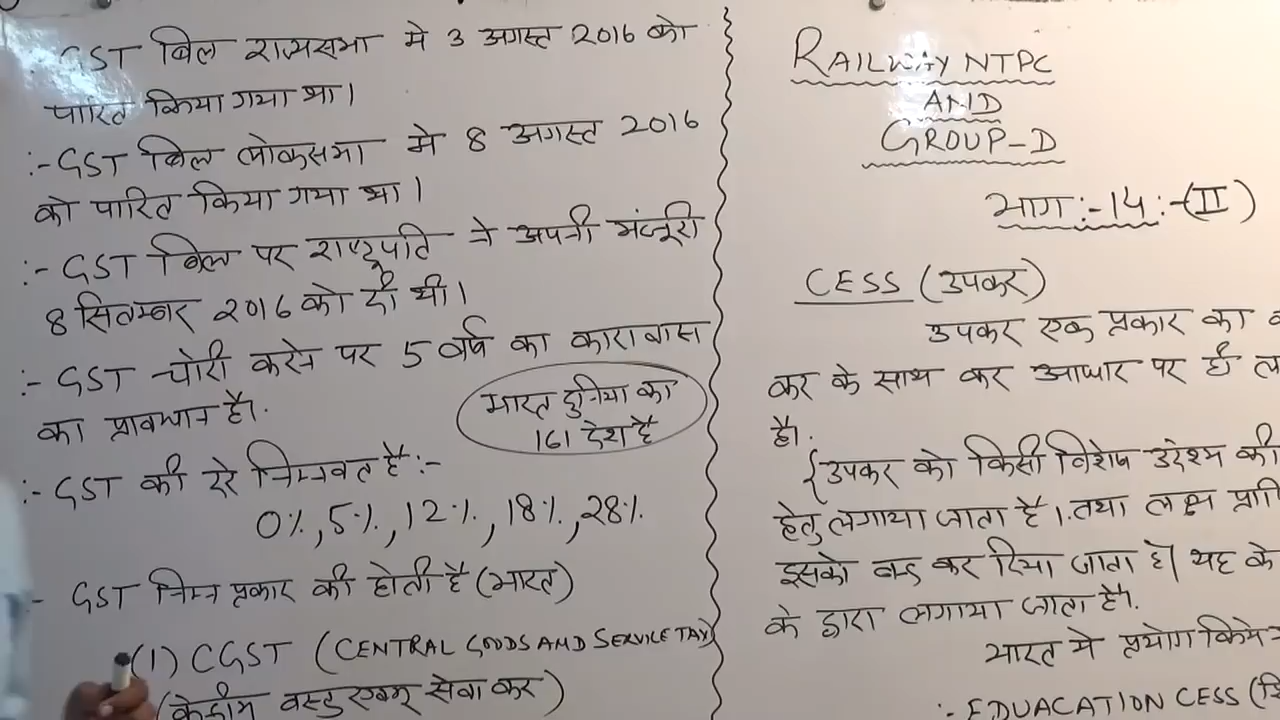 :- GST बिल राज्यसभा मे 3 अगस्त 2016 को
पारित किया गया था।
:- GST बिल लोकसभा मे 8 अगस्त 2016
को पारित किया गया था।
:- GST बिल पर राष्ट्रपति ने अपनी मंजूरी
8 सितम्बर 2016 को दी थी।
:- GST चोरी करने पर 5 वर्ष का कारावास
का प्रावधान है।
भारत दुनिया का
161 देश है
:- GST की दरे निम्नवत है :-
0%, 5%, 12%, 18%, 28%
- GST निम्न प्रकार की होती है (भारत)
(1) CGST (CENTRAL GOODS AND SERVICE TAX)
(केन्द्रीय वस्तु एवम् सेवा कर)
RAILWAY NTPC
AND
GROUP-D
भाग :- 14 :-(II)
CESS (उपकर)
उपकर एक प्रकार का
कर के साथ कर आधार पर ही
है।
{उपकर को किसी विशेष उद्देश्य की
हेतु लगाया जाता है। तथा लक्ष
इसको बन्द कर दिया जाता है। यह
के द्वारा लगाया जाता है।
भारत मे प्रयोग किये
:- EDUACATION CESS